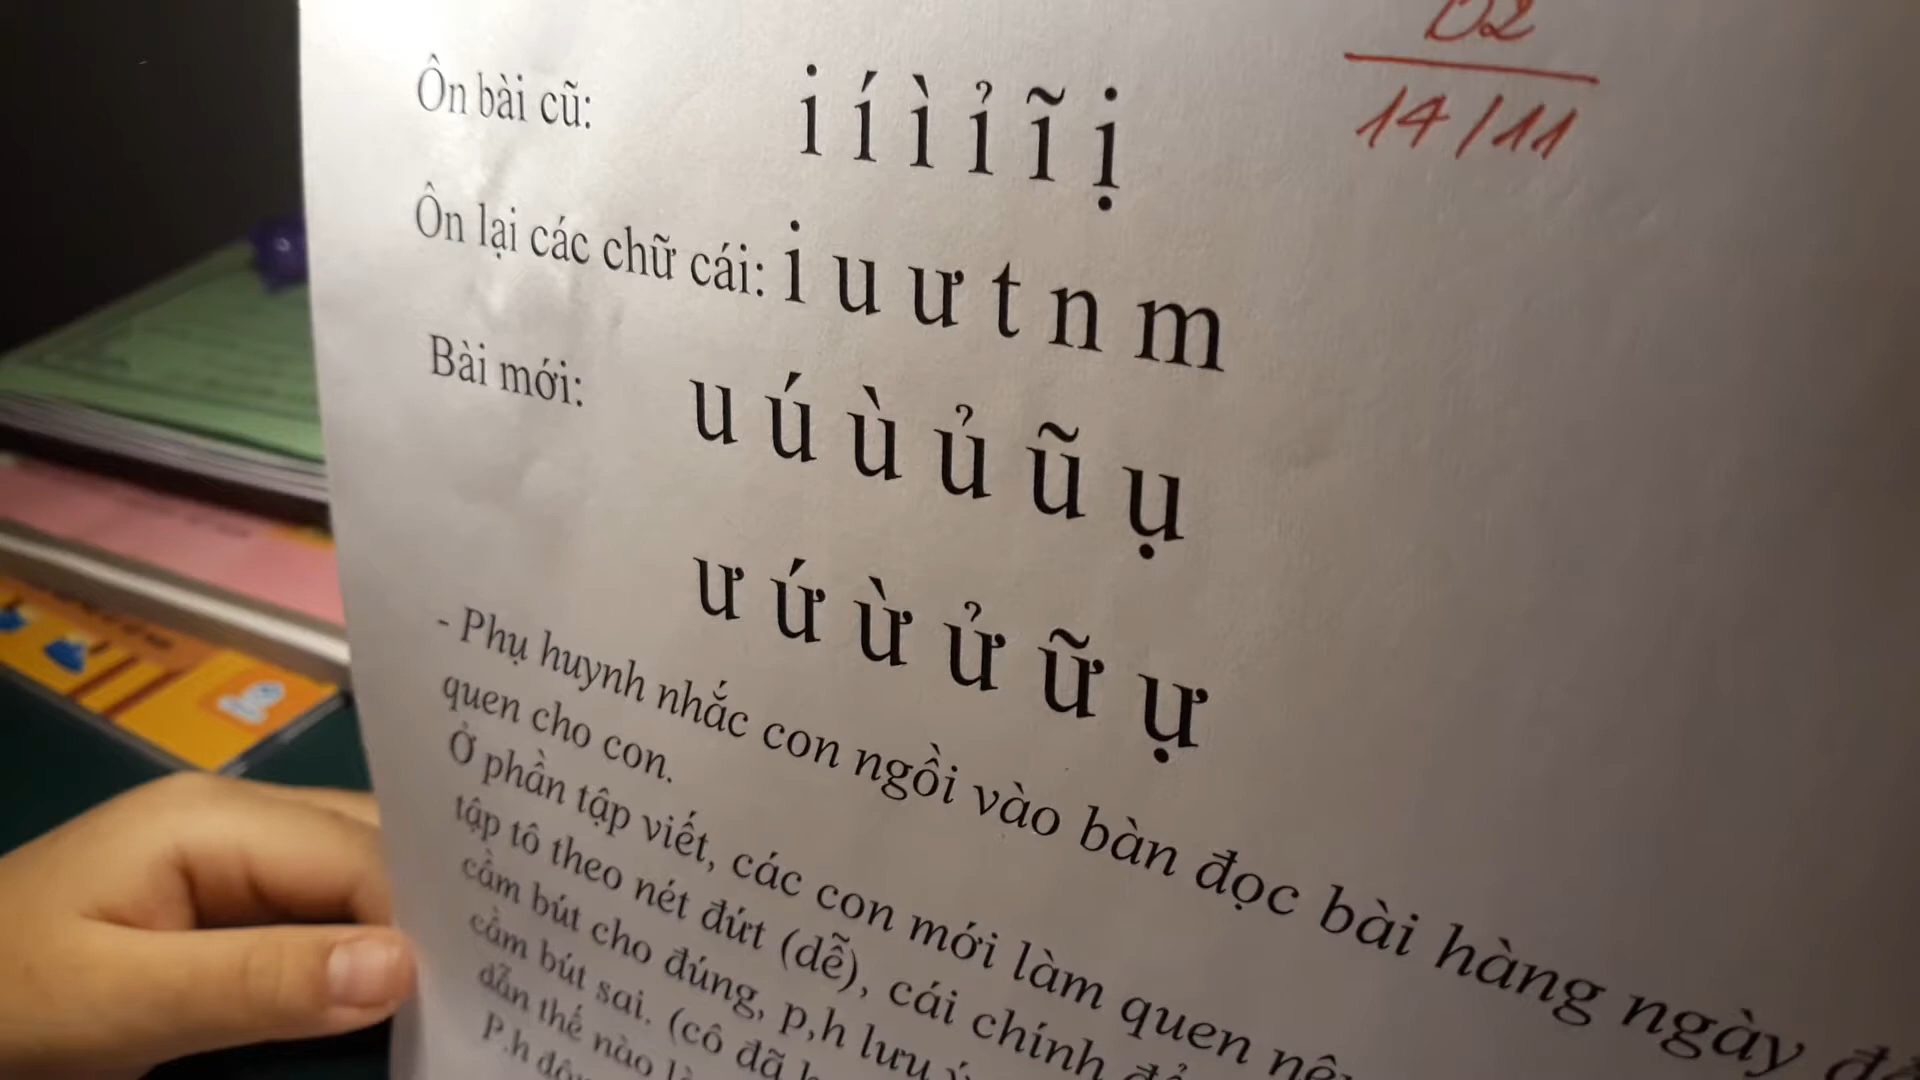 02
14/11
Ôn bài cũ: i í ì ỉ ĩ ị
Ôn lại các chữ cái: i u ư t n m
Bài mới: u ú ù ủ ũ ụ
ư ứ ừ ử ữ ự
- Phụ huynh nhắc con ngồi vào bàn đọc bài hàng ngày
quen cho con.
Ở phần tập viết, các con mới làm quen
tập tô theo nét đứt (dễ), cái chính
cầm bút cho đúng, p,h lưu ý
cầm bút sai. (cô đã
dẫn thế nào
P.h